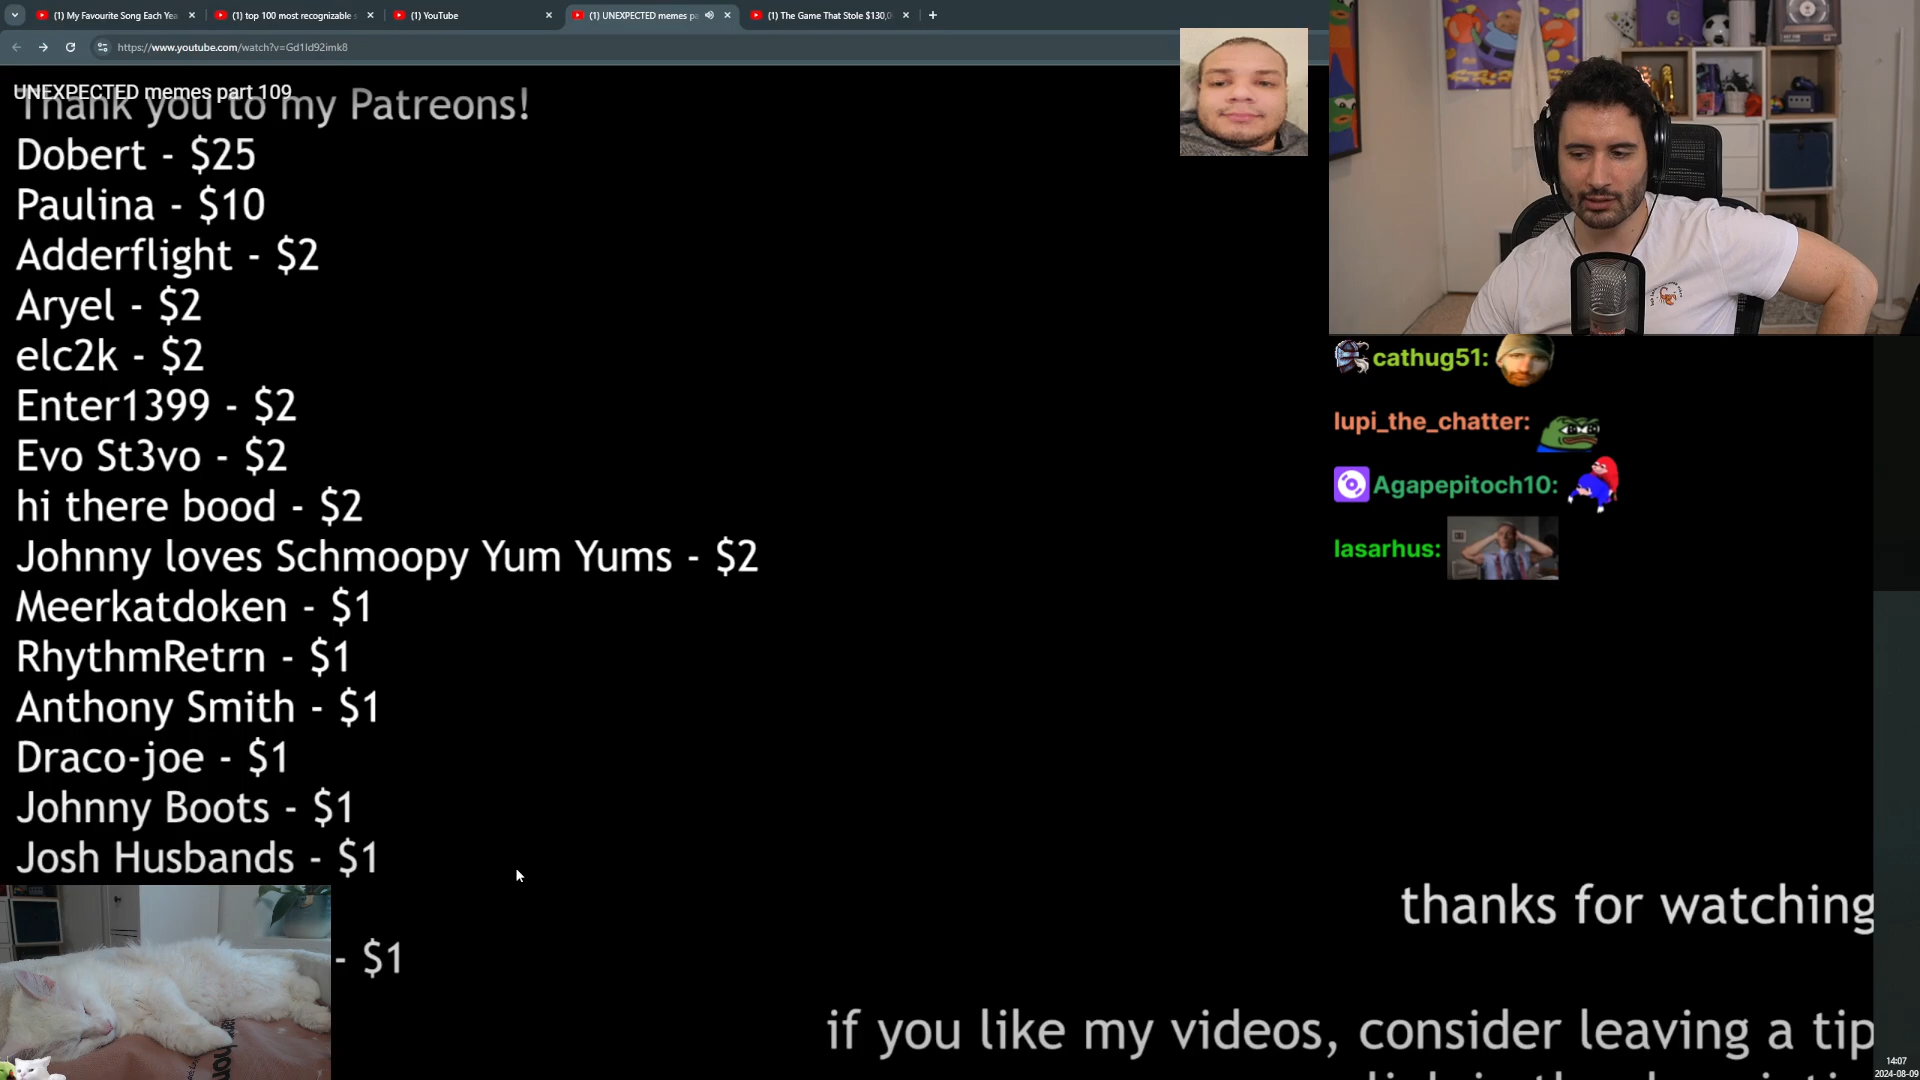 (1) My Favourite Song Each Yea
(1) top 100 most recognizable s
(1) YouTube
(1) UNEXPECTED memes pa
(1) The Game That Stole $130,0
https://www.youtube.com/watch?v=Gd1ld92imk8
UNEXPECTED memes part 109
Thank you to my Patreons!
Dobert - $25
Paulina - $10
Adderflight - $2
Aryel - $2
elc2k - $2
Enter1399 - $2
Evo St3vo - $2
hi there bood - $2
Johnny loves Schmoopy Yum Yums - $2
Meerkatdoken - $1
RhythmRetrn - $1
Anthony Smith - $1
Draco-joe - $1
Johnny Boots - $1
Josh Husbands - $1
- $1
cathug51:
lupi_the_chatter:
Agapepitoch10:
lasarhus:
thanks for watching
if you like my videos, consider leaving a tip
14:07
2024-08-09